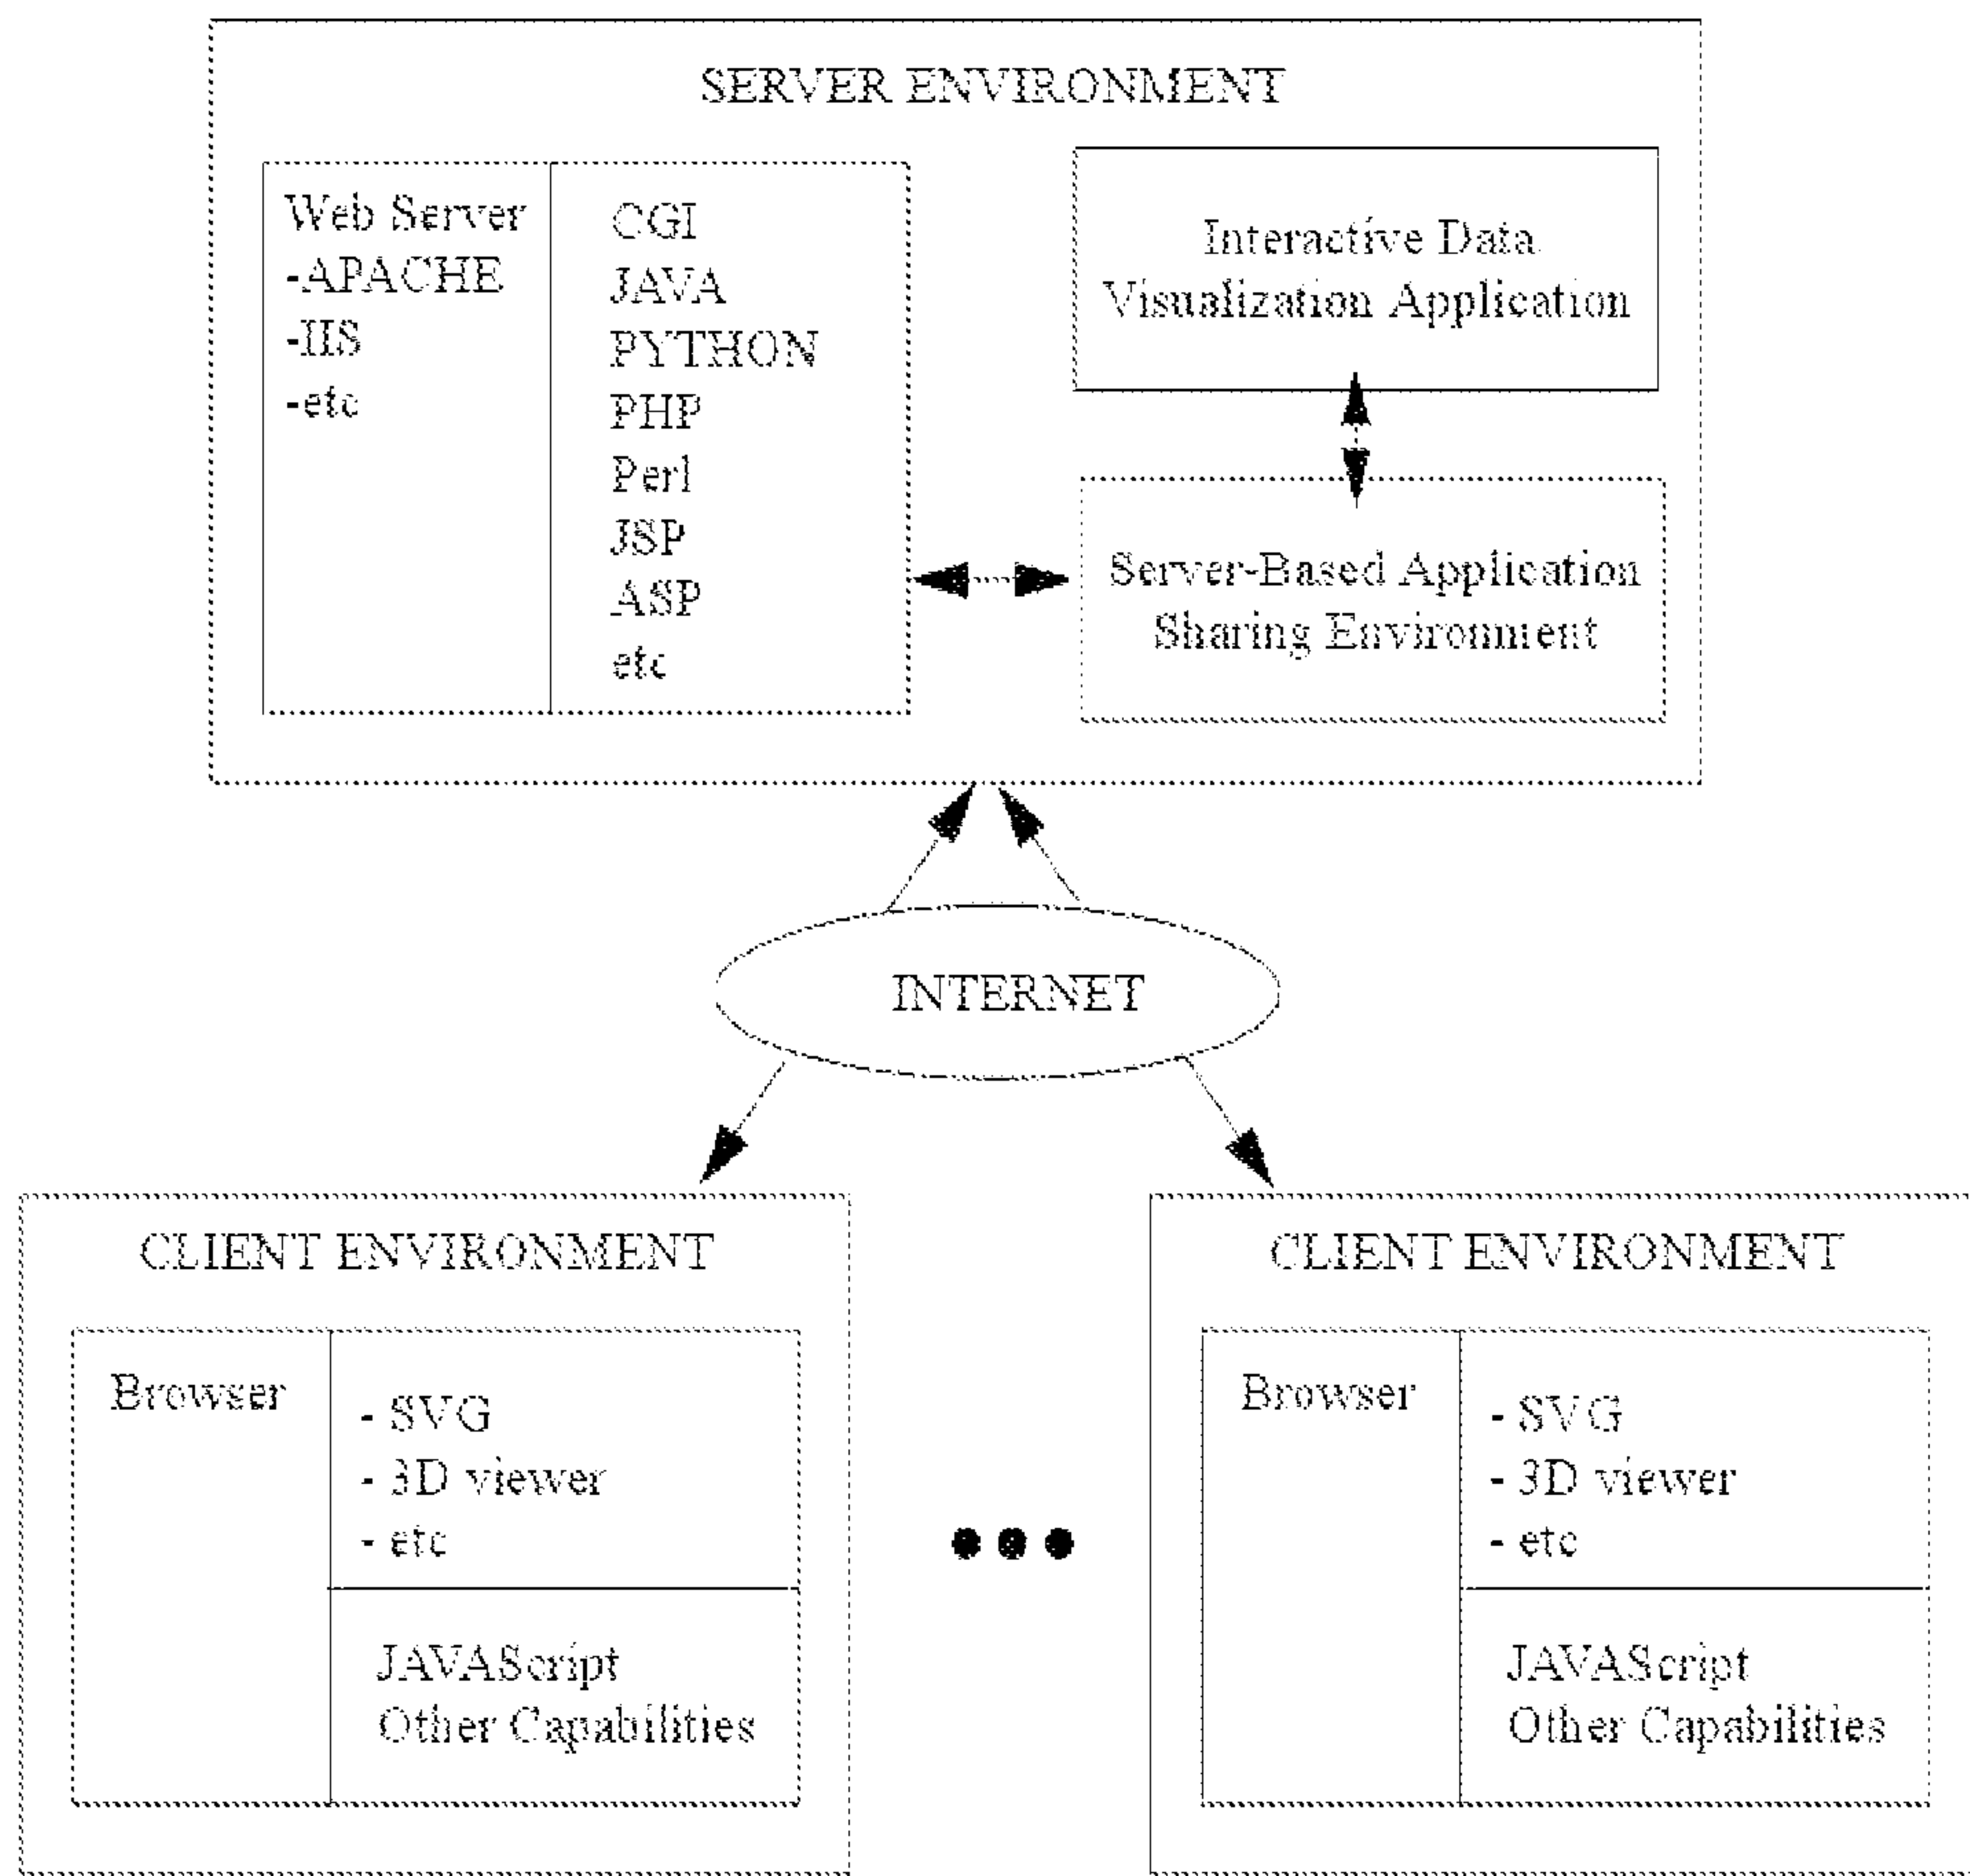 SERVER ENVIRONMENT
Web Server
-APACHE
-IIS
-etc
CGI
JAVA
PYTHON
PHP
Perl
JSP
ASP
etc
Interactive Data
Visualization Application
Server-Based Application
Sharing Environment
INTERNET
CLIENT ENVIRONMENT
Browser
- SVG
- 3D viewer
- etc
JAVAScript
Other Capabilities
CLIENT ENVIRONMENT
Browser
- SVG
- 3D viewer
- etc
JAVAScript
Other Capabilities